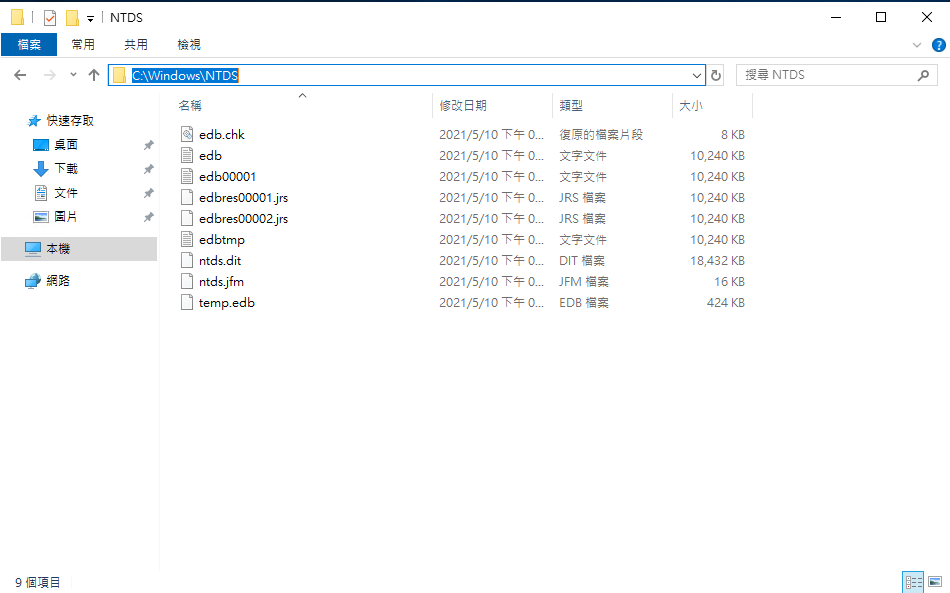 NTDS
檔案 常用 共用 檢視
C:\Windows\NTDS 搜尋 NTDS
名稱 修改日期 類型 大小
快速存取
桌面
下載
文件
圖片
本機
網路
edb.chk 2021/5/10 下午 0... 復原的檔案片段 8 KB
edb 2021/5/10 下午 0... 文字文件 10,240 KB
edb00001 2021/5/10 下午 0... 文字文件 10,240 KB
edbres00001.jrs 2021/5/10 下午 0... JRS 檔案 10,240 KB
edbres00002.jrs 2021/5/10 下午 0... JRS 檔案 10,240 KB
edbtmp 2021/5/10 下午 0... 文字文件 10,240 KB
ntds.dit 2021/5/10 下午 0... DIT 檔案 18,432 KB
ntds.jfm 2021/5/10 下午 0... JFM 檔案 16 KB
temp.edb 2021/5/10 下午 0... EDB 檔案 424 KB
9 個項目